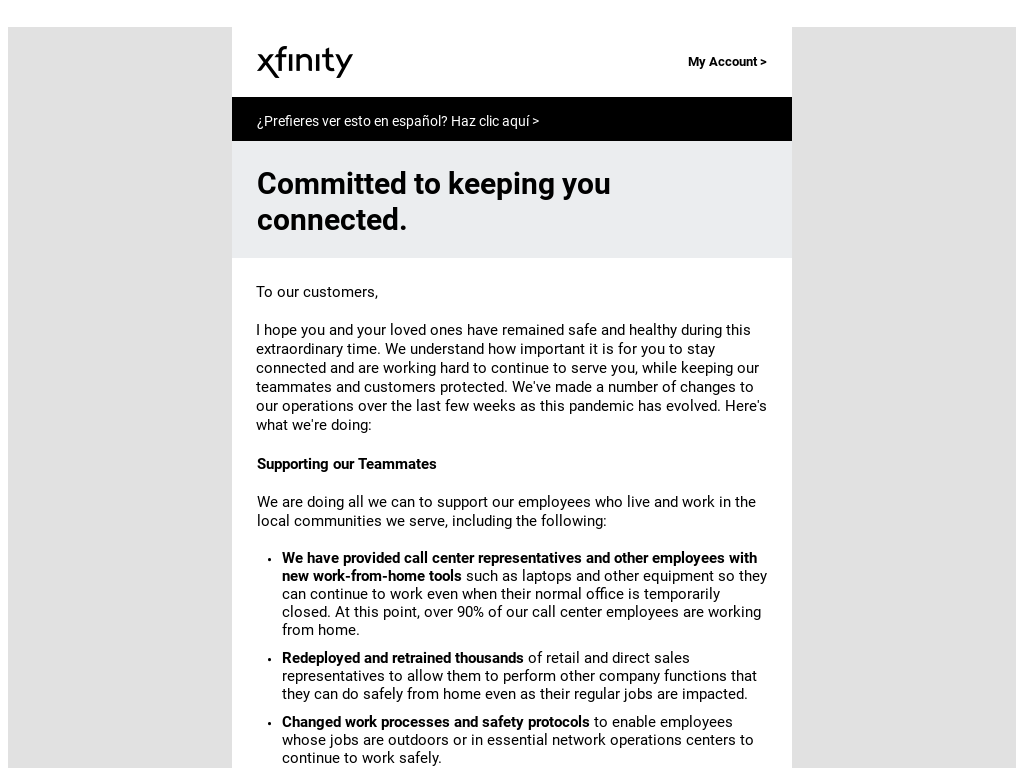 xfinity
My Account >
¿Prefieres ver esto en español? Haz clic aquí >
Committed to keeping you
connected.
To our customers,
I hope you and your loved ones have remained safe and healthy during this
extraordinary time. We understand how important it is for you to stay
connected and are working hard to continue to serve you, while keeping our
teammates and customers protected. We've made a number of changes to
our operations over the last few weeks as this pandemic has evolved. Here's
what we're doing:
Supporting our Teammates
We are doing all we can to support our employees who live and work in the
local communities we serve, including the following:
• We have provided call center representatives and other employees with
new work-from-home tools such as laptops and other equipment so they
can continue to work even when their normal office is temporarily
closed. At this point, over 90% of our call center employees are working
from home.
• Redeployed and retrained thousands of retail and direct sales
representatives to allow them to perform other company functions that
they can do safely from home even as their regular jobs are impacted.
• Changed work processes and safety protocols to enable employees
whose jobs are outdoors or in essential network operations centers to
continue to work safely.